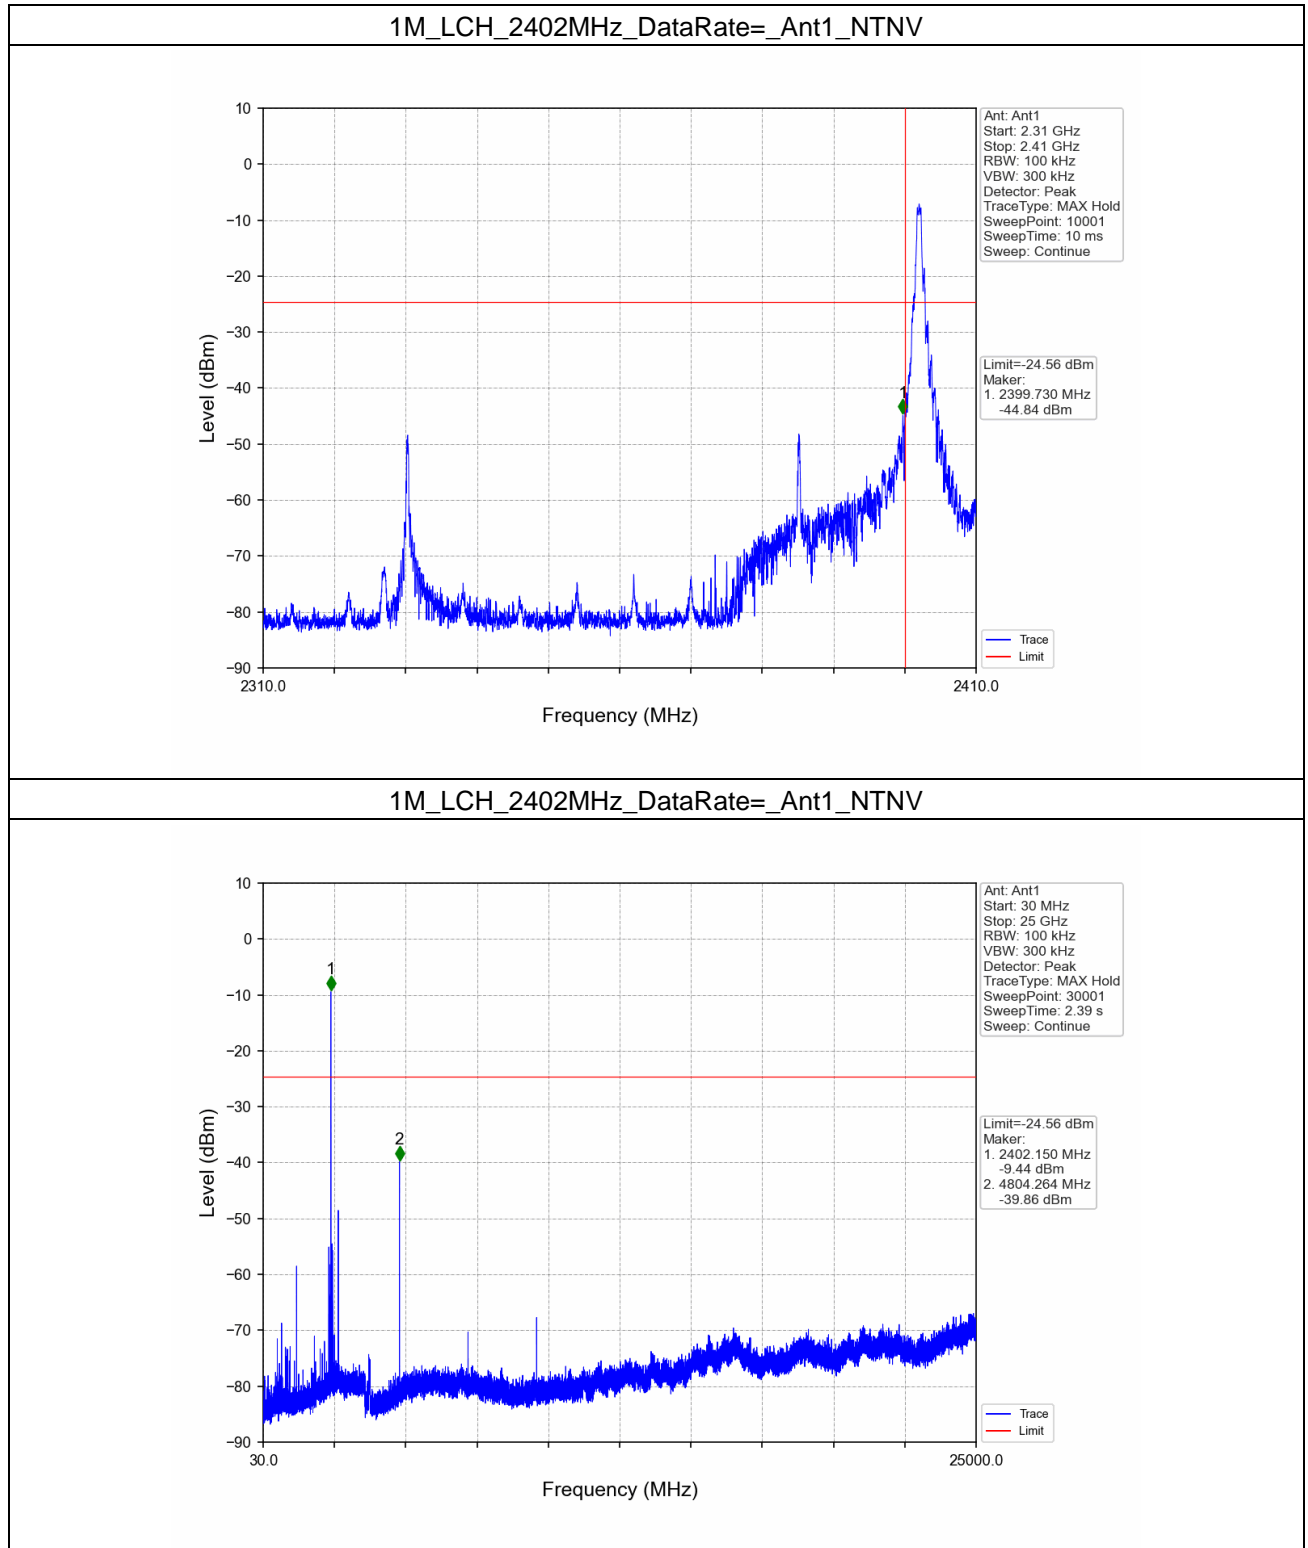 1M_LCH_2402MHz_DataRate=_Ant1_NTNV
10
0
−10
−20
−30
−40
−50
−60
−70
−80
−90
Level (dBm)
2310.0
2410.0
Frequency (MHz)
1
Ant: Ant1
Start: 2.31 GHz
Stop: 2.41 GHz
RBW: 100 kHz
VBW: 300 kHz
Detector: Peak
TraceType: MAX Hold
SweepPoint: 10001
SweepTime: 10 ms
Sweep: Continue
Limit=-24.56 dBm
Maker:
1. 2399.730 MHz
-44.84 dBm
Trace
Limit
1M_LCH_2402MHz_DataRate=_Ant1_NTNV
10
0
−10
−20
−30
−40
−50
−60
−70
−80
−90
Level (dBm)
30.0
25000.0
Frequency (MHz)
1
2
Ant: Ant1
Start: 30 MHz
Stop: 25 GHz
RBW: 100 kHz
VBW: 300 kHz
Detector: Peak
TraceType: MAX Hold
SweepPoint: 30001
SweepTime: 2.39 s
Sweep: Continue
Limit=-24.56 dBm
Maker:
1. 2402.150 MHz
-9.44 dBm
2. 4804.264 MHz
-39.86 dBm
Trace
Limit